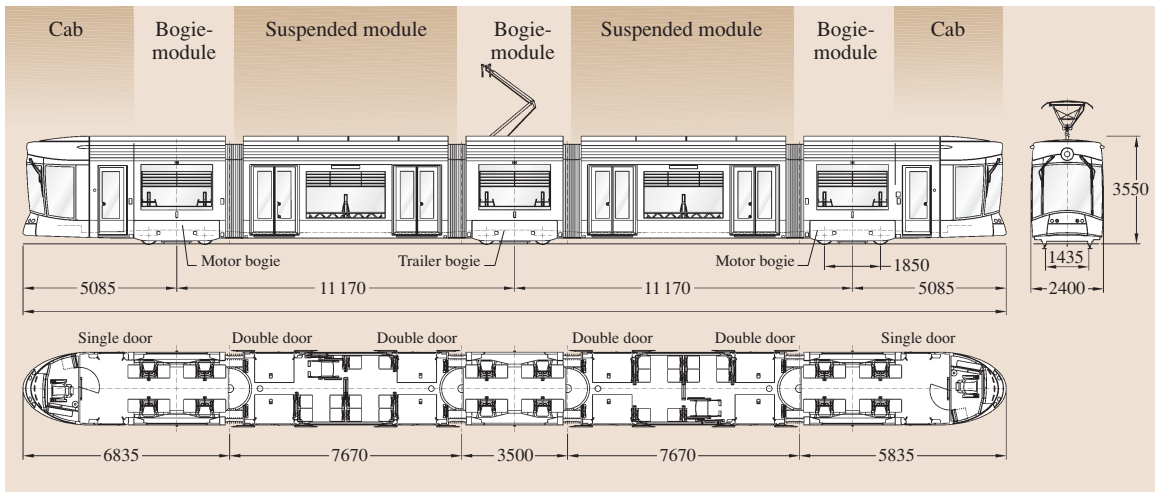 Cab
Bogie-
module
Suspended module
Bogie-
module
Suspended module
Bogie-
module
Cab
3550
Motor bogie
Trailer bogie
Motor bogie
1850
1435
5085
11 170
11 170
5085
2400
Single door
Double door
Double door
Double door
Double door
Single door
6835
7670
3500
7670
5835